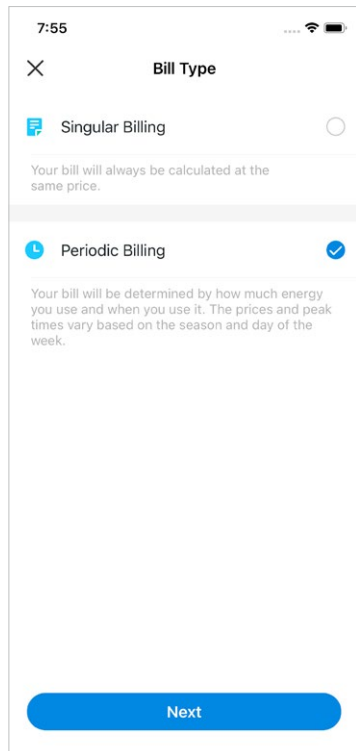 7:55
Bill Type
Singular Billing
Your bill will always be calculated at the
same price.
Periodic Billing
Your bill will be determined by how much energy
you use and when you use it. The prices and peak
times vary based on the season and day of the
week.
Next